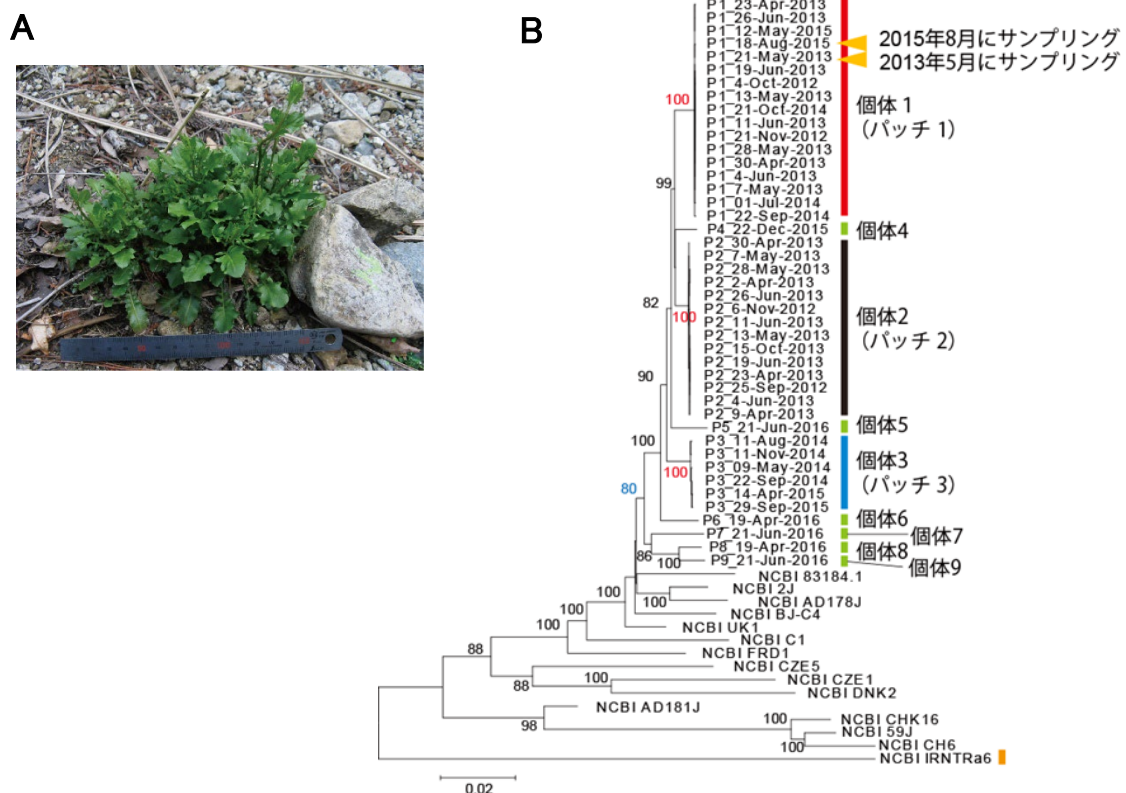 A
B
P1_23-Apr-2013
P1_26-Jun-2013
P1_12-May-2015
P1_18-Aug-2015
2015年8月にサンプリング
P1_21-May-2013
2013年5月にサンプリング
P1_19-Jun-2013
P1_4-Oct-2012
P1_13-May-2013
100
P1_21-Oct-2014
個体 1
P1_11-Jun-2013
(パッチ 1)
P1_21-Nov-2012
P1_28-May-2013
P1_30-Apr-2013
P1_4-Jun-2013
99
P1_7-May-2013
P1_01-Jul-2014
P1_22-Sep-2014
P4_22-Dec-2015
個体4
P2_30-Apr-2013
P2_7-May-2013
P2_28-May-2013
P2_2-Apr-2013
P2_26-Jun-2013
82
P2_6-Nov-2012
100
P2_11-Jun-2013
個体2
P2_13-May-2013
(パッチ 2)
P2_15-Oct-2013
P2_19-Jun-2013
P2_23-Apr-2013
90
P2_25-Sep-2012
P2_4-Jun-2013
P2_9-Apr-2013
P5_21-Jun-2016
個体5
100
P3_11-Aug-2014
P3_11-Nov-2014
個体3
P3_09-May-2014
100
P3_22-Sep-2014
(パッチ 3)
80
P3_14-Apr-2015
P3_29-Sep-2015
P6_19-Apr-2016
個体6
P7_21-Jun-2016
個体7
P8_19-Apr-2016
個体8
86
100
P9_21-Jun-2016
個体9
NCBI 83184.1
NCBI 2J
100
NCBI AD178J
100
NCBI BJ-C4
100
NCBI UK1
NCBI C1
NCBI FRD1
88
NCBI CZE5
100
NCBI CZE1
88
NCBI DNK2
NCBI AD181J
98
100
NCBI CHK16
NCBI 59J
100
NCBI CH6
NCBI IRNTRa6
0.02